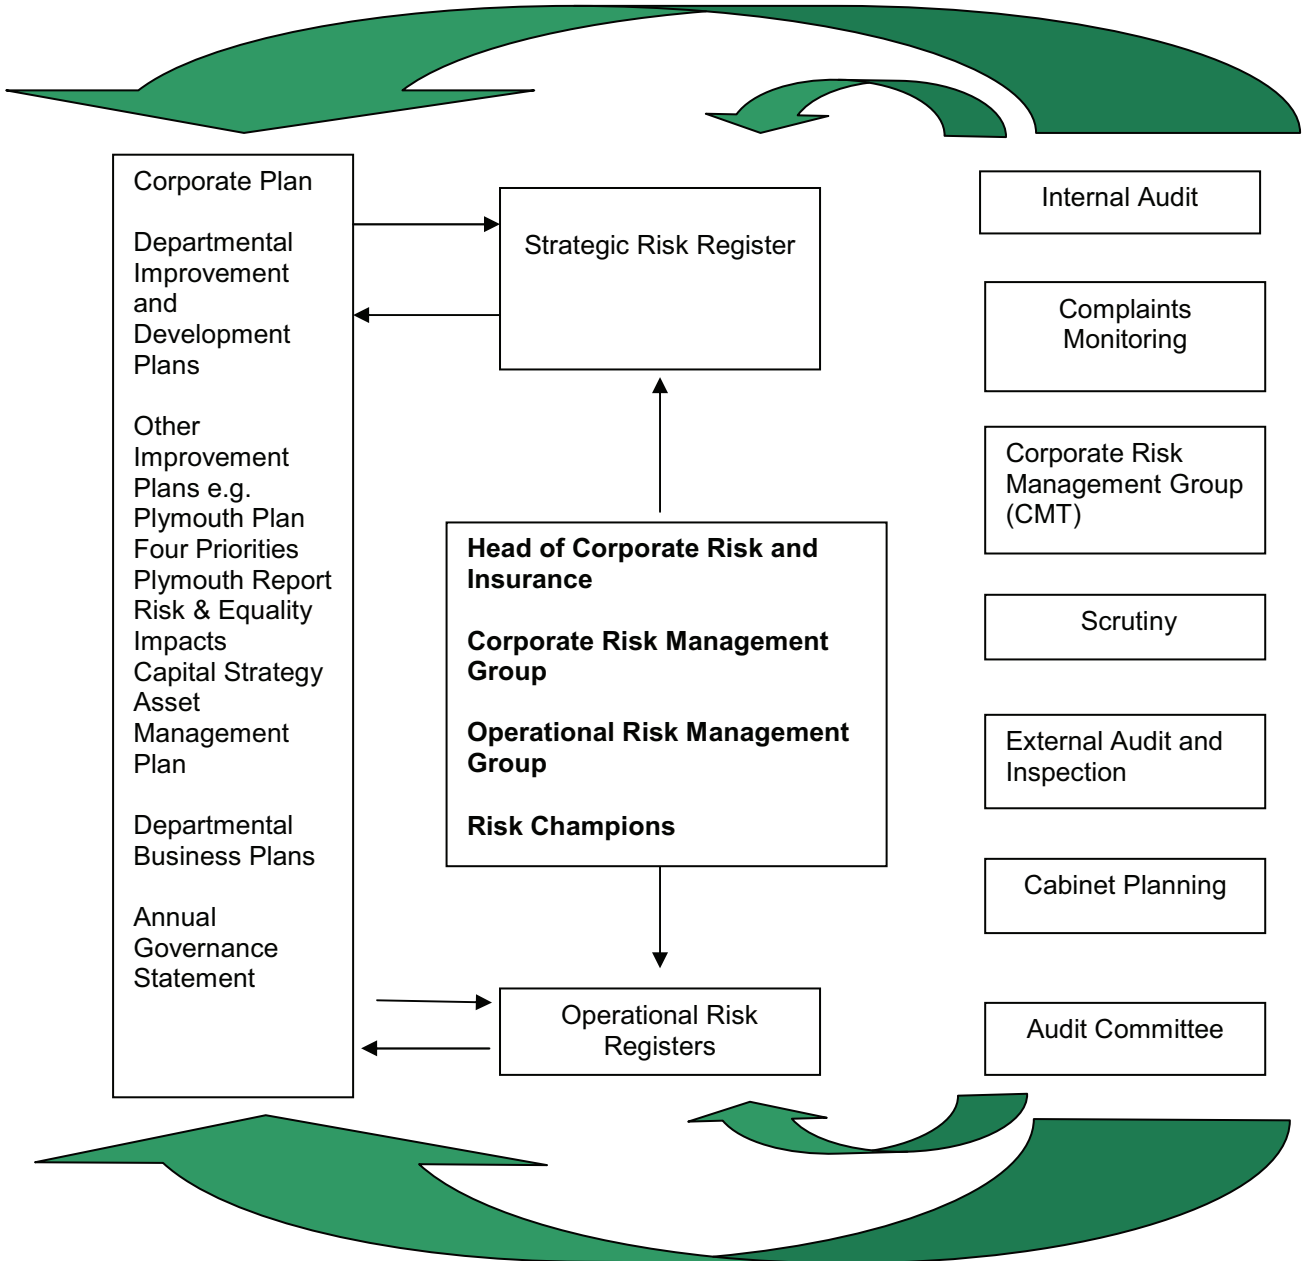 Corporate Plan
Departmental
Improvement
and
Development
Plans
Other
Improvement
Plans e.g.
Plymouth Plan
Four Priorities
Plymouth Report
Risk & Equality
Impacts
Capital Strategy
Asset
Management
Plan
Departmental
Business Plans
Annual
Governance
Statement
Strategic Risk Register
Head of Corporate Risk and
Insurance
Corporate Risk Management
Group
Operational Risk Management
Group
Risk Champions
Operational Risk
Registers
Internal Audit
Complaints
Monitoring
Corporate Risk
Management Group
(CMT)
Scrutiny
External Audit and
Inspection
Cabinet Planning
Audit Committee